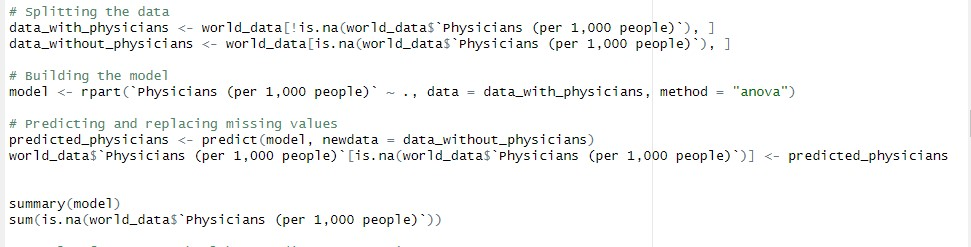 # Splitting the data
data_with_physicians <- world_data[!is.na(world_data$`Physicians (per 1,000 people)`), ]
data_without_physicians <- world_data[is.na(world_data$`Physicians (per 1,000 people)`), ]
# Building the model
model <- rpart(`Physicians (per 1,000 people)` ~ ., data = data_with_physicians, method = "anova")
# Predicting and replacing missing values
predicted_physicians <- predict(model, newdata = data_without_physicians)
world_data$`Physicians (per 1,000 people)`[is.na(world_data$`Physicians (per 1,000 people)`)] <- predicted_physicians
summary(model)
sum(is.na(world_data$`Physicians (per 1,000 people)`))